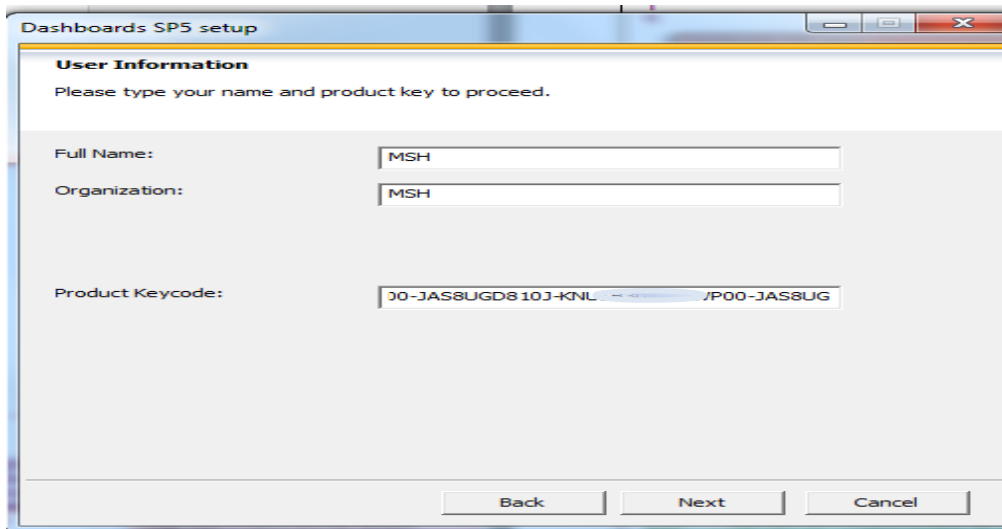 Dashboards SP5 setup
User Information
Please type your name and product key to proceed.
Full Name: MSH
Organization: MSH
Product Keycode: 00-JAS8UGD810J-KNU /P00-JAS8UG
Back Next Cancel